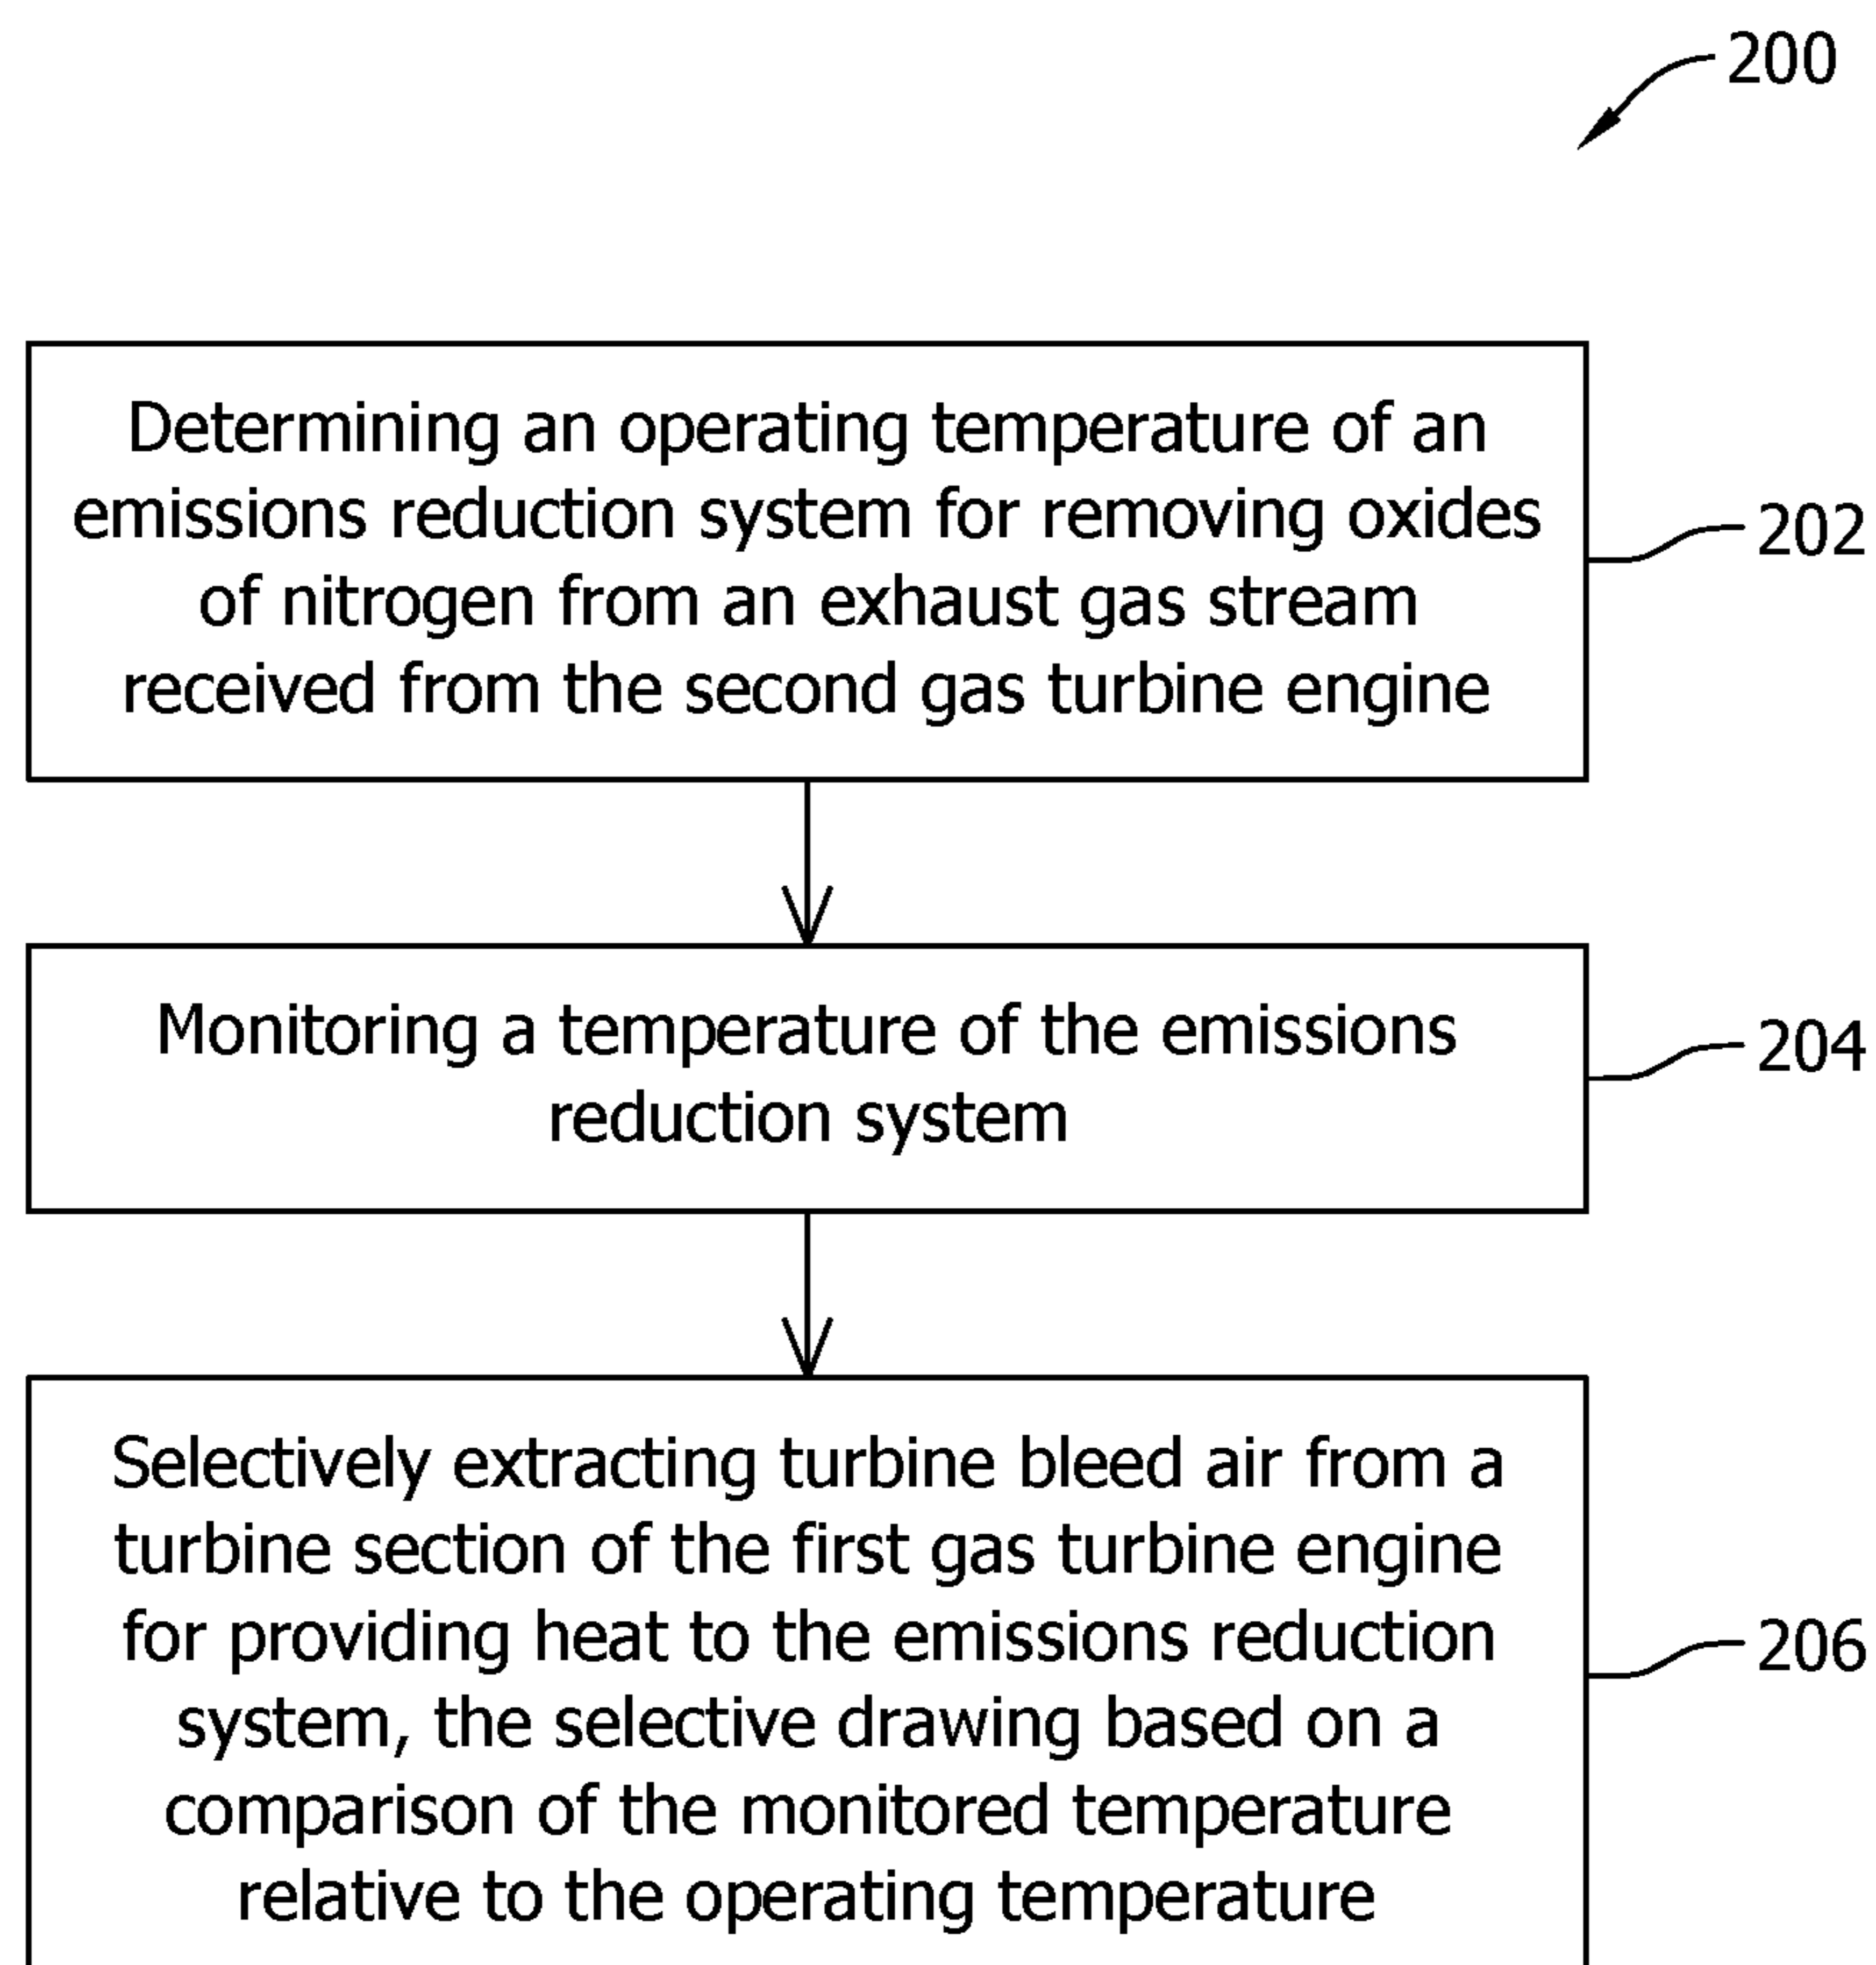 200
Determining an operating temperature of an
emissions reduction system for removing oxides
of nitrogen from an exhaust gas stream
received from the second gas turbine engine
202
Monitoring a temperature of the emissions
reduction system
204
Selectively extracting turbine bleed air from a
turbine section of the first gas turbine engine
for providing heat to the emissions reduction
system, the selective drawing based on a
comparison of the monitored temperature
relative to the operating temperature
206